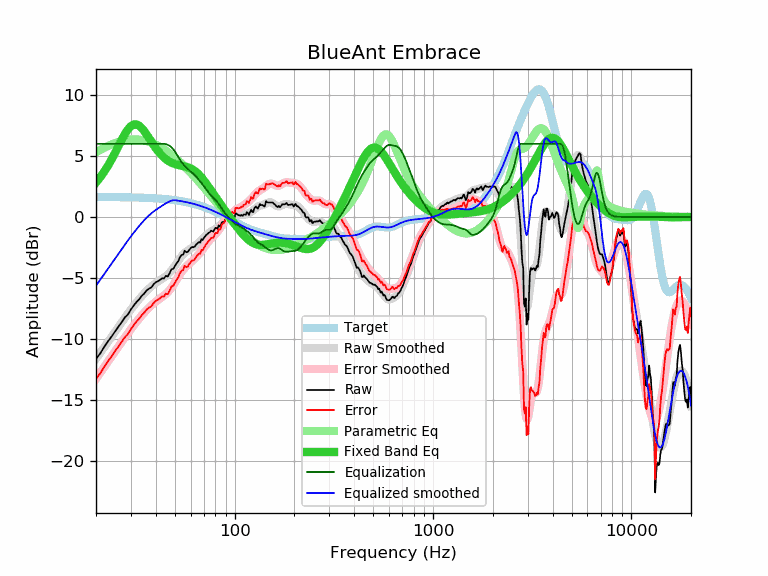 BlueAnt Embrace
Amplitude (dBr)
10
5
0
−5
−10
−15
−20
Target
Raw Smoothed
Error Smoothed
Raw
Error
Parametric Eq
Fixed Band Eq
Equalization
Equalized smoothed
100
1000
10000
Frequency (Hz)